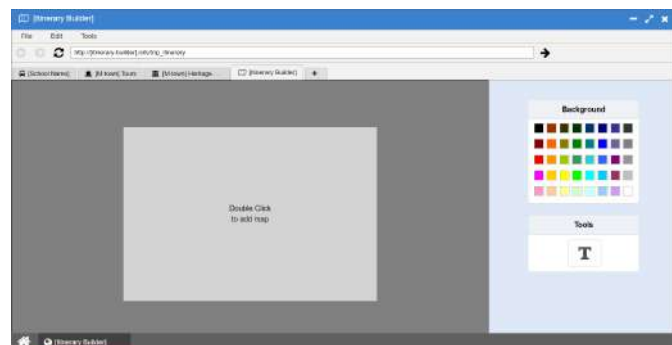 [Itinerary Builder]
File Edit Tools
http://[itinerary.builder].info/trip_itinerary
[School Name] [M town] Tours [M town] Heritage... [Itinerary Builder] +
Background
Double Click
to add map
Tools
T
[Itinerary Builder]